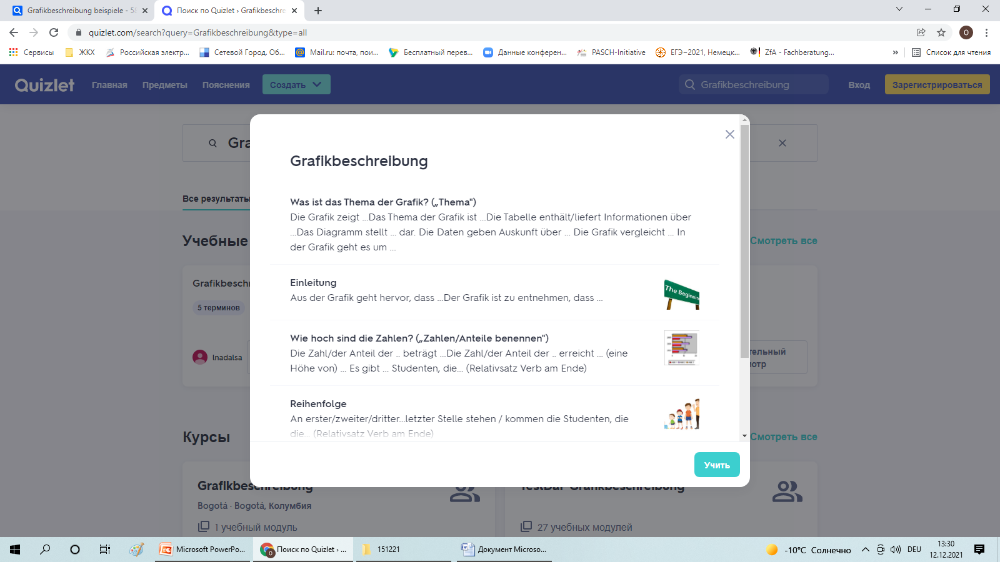 Grafikbeschreibung beispiele - 58
Поиск по Quizlet › Grafikbeschre
quizlet.com/search?query=Grafikbeschreibung&type=all
O
Сервисы
ЖКХ
Российская электр...
Сетевой Город. Об...
Mail.ru: почта, пои...
Бесплатный перев...
Данные конферен...
PASCH-Initiative
ЕГЭ–2021, Немецк...
ZfA - Fachberatung...
»
Список для чтения
Quizlet
Главная
Предметы
Пояснения
Создать
Grafikbeschreibung
Вход
Зарегистрироваться
Gra
Все результаты
Учебные
Смотреть все
Grafikbeschr
5 терминов
lnadalsa
тельный
отр
Grafikbeschreibung
Was ist das Thema der Grafik? („Thema")
Die Grafik zeigt ...Das Thema der Grafik ist ...Die Tabelle enthält/liefert Informationen über
...Das Diagramm stellt ... dar. Die Daten geben Auskunft über ... Die Grafik vergleicht ... In
der Grafik geht es um ...
Einleitung
Aus der Grafik geht hervor, dass ...Der Grafik ist zu entnehmen, dass ...
The Beginnin
Wie hoch sind die Zahlen? („Zahlen/Anteile benennen")
Die Zahl/der Anteil der .. beträgt ...Die Zahl/der Anteil der .. erreicht ... (eine
Höhe von) ... Es gibt ... Studenten, die... (Relativsatz Verb am Ende)
Reihenfolge
An erster/zweiter/dritter...letzter Stelle stehen / kommen die Studenten, die
die... (Relativsatz Verb am Ende)
Учить
Курсы
Смотреть все
Grafikbeschreibung
Bogotá · Bogotá, Колумбия
1 учебный модуль
TestDaF Grafikbeschreibung
27 учебных модулей
Microsoft PowerPo...
Поиск по Quizlet › ...
151221
Документ Microso...
-10°C Солнечно
DEU
13:30
12.12.2021